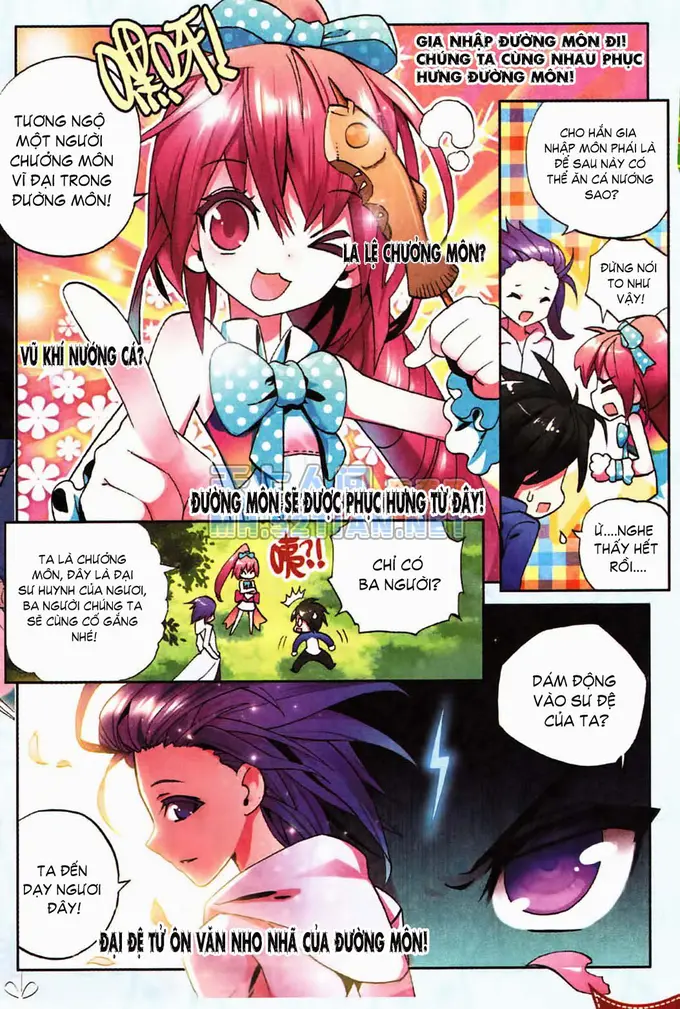 嘿呀!
GIA NHẬP ĐƯỜNG MÔN ĐI!
CHÚNG TA CÙNG NHAU PHỤC
HƯNG ĐƯỜNG MÔN!
TƯƠNG NGỘ
MỘT NGƯỜI
CHƯỞNG MÔN
VĨ ĐẠI TRONG
ĐƯỜNG MÔN!
LA LỆ CHƯỞNG MÔN?
VŨ KHÍ NƯỚNG CÁ?
ĐƯỜNG MÔN SẼ ĐƯỢC PHỤC HƯNG TỪ ĐÂY!
CHO HẮN GIA
NHẬP MÔN PHÁI LÀ
ĐỂ SAU NÀY CÓ
THỂ ĂN CÁ NƯỚNG
SAO?
ĐỪNG NÓI
TO NHƯ
VẬY!
Ừ....NGHE
THẤY HẾT
RỒI....
TA LÀ CHƯỞNG
MÔN, ĐÂY LÀ ĐẠI
SƯ HUYNH CỦA NGƯƠI,
BA NGƯỜI CHÚNG TA
SẼ CÙNG CỐ GẮNG
NHÉ!
咦?!
CHỈ CÓ
BA NGƯỜI?
DÁM ĐỘNG
VÀO SƯ ĐỆ
CỦA TA?
TA ĐẾN
DẠY NGƯƠI
ĐÂY!
ĐẠI ĐỆ TỬ ÔN VĂN NHO NHÃ CỦA ĐƯỜNG MÔN!